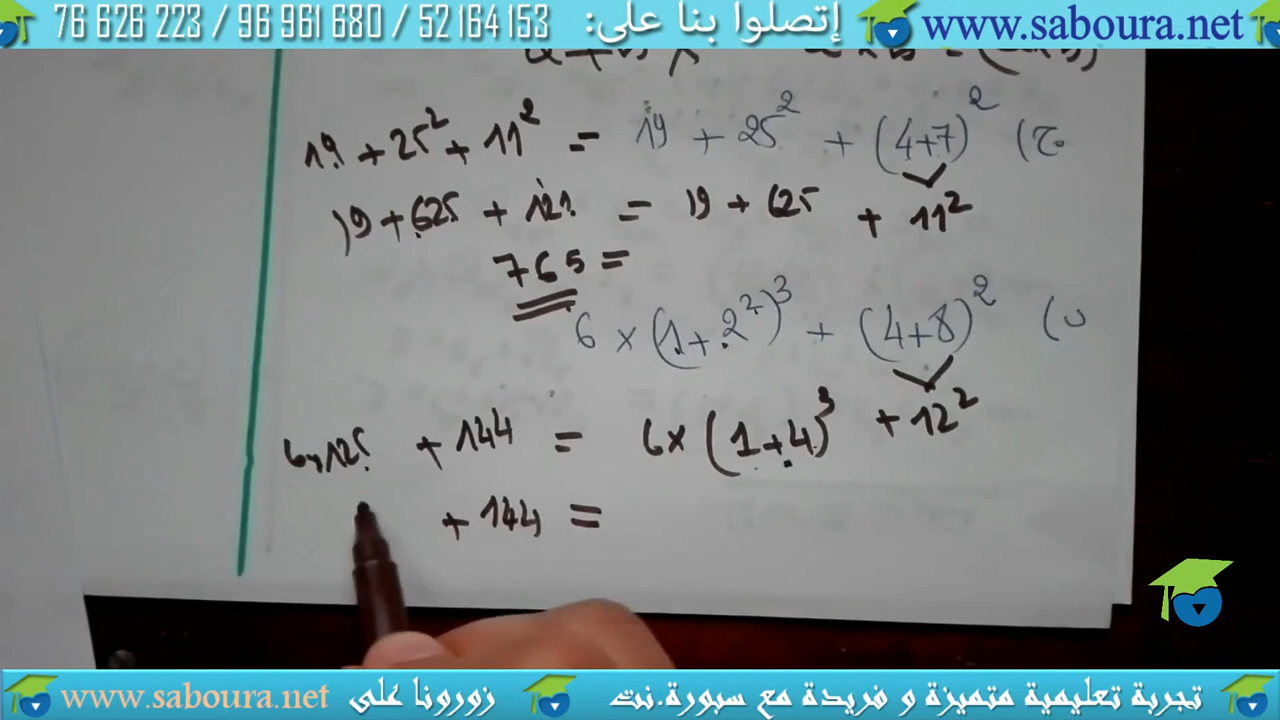 www.saboura.net إتصلوا بنا على: 76 626 223 / 96 961 680 / 52 164 153
19 + 25² + 11² = 19 + 25² + (4+7)² (ج
19 + 625 + 121 = 19 + 625 + 11²
765 =
6 × (1+2²)³ + (4+8)²
6×125 + 144 = 6× (1+4)³ + 12²
+ 144 =
تجربة تعليمية متميزة و فريدة مع سبورة.نت زورونا على www.saboura.net